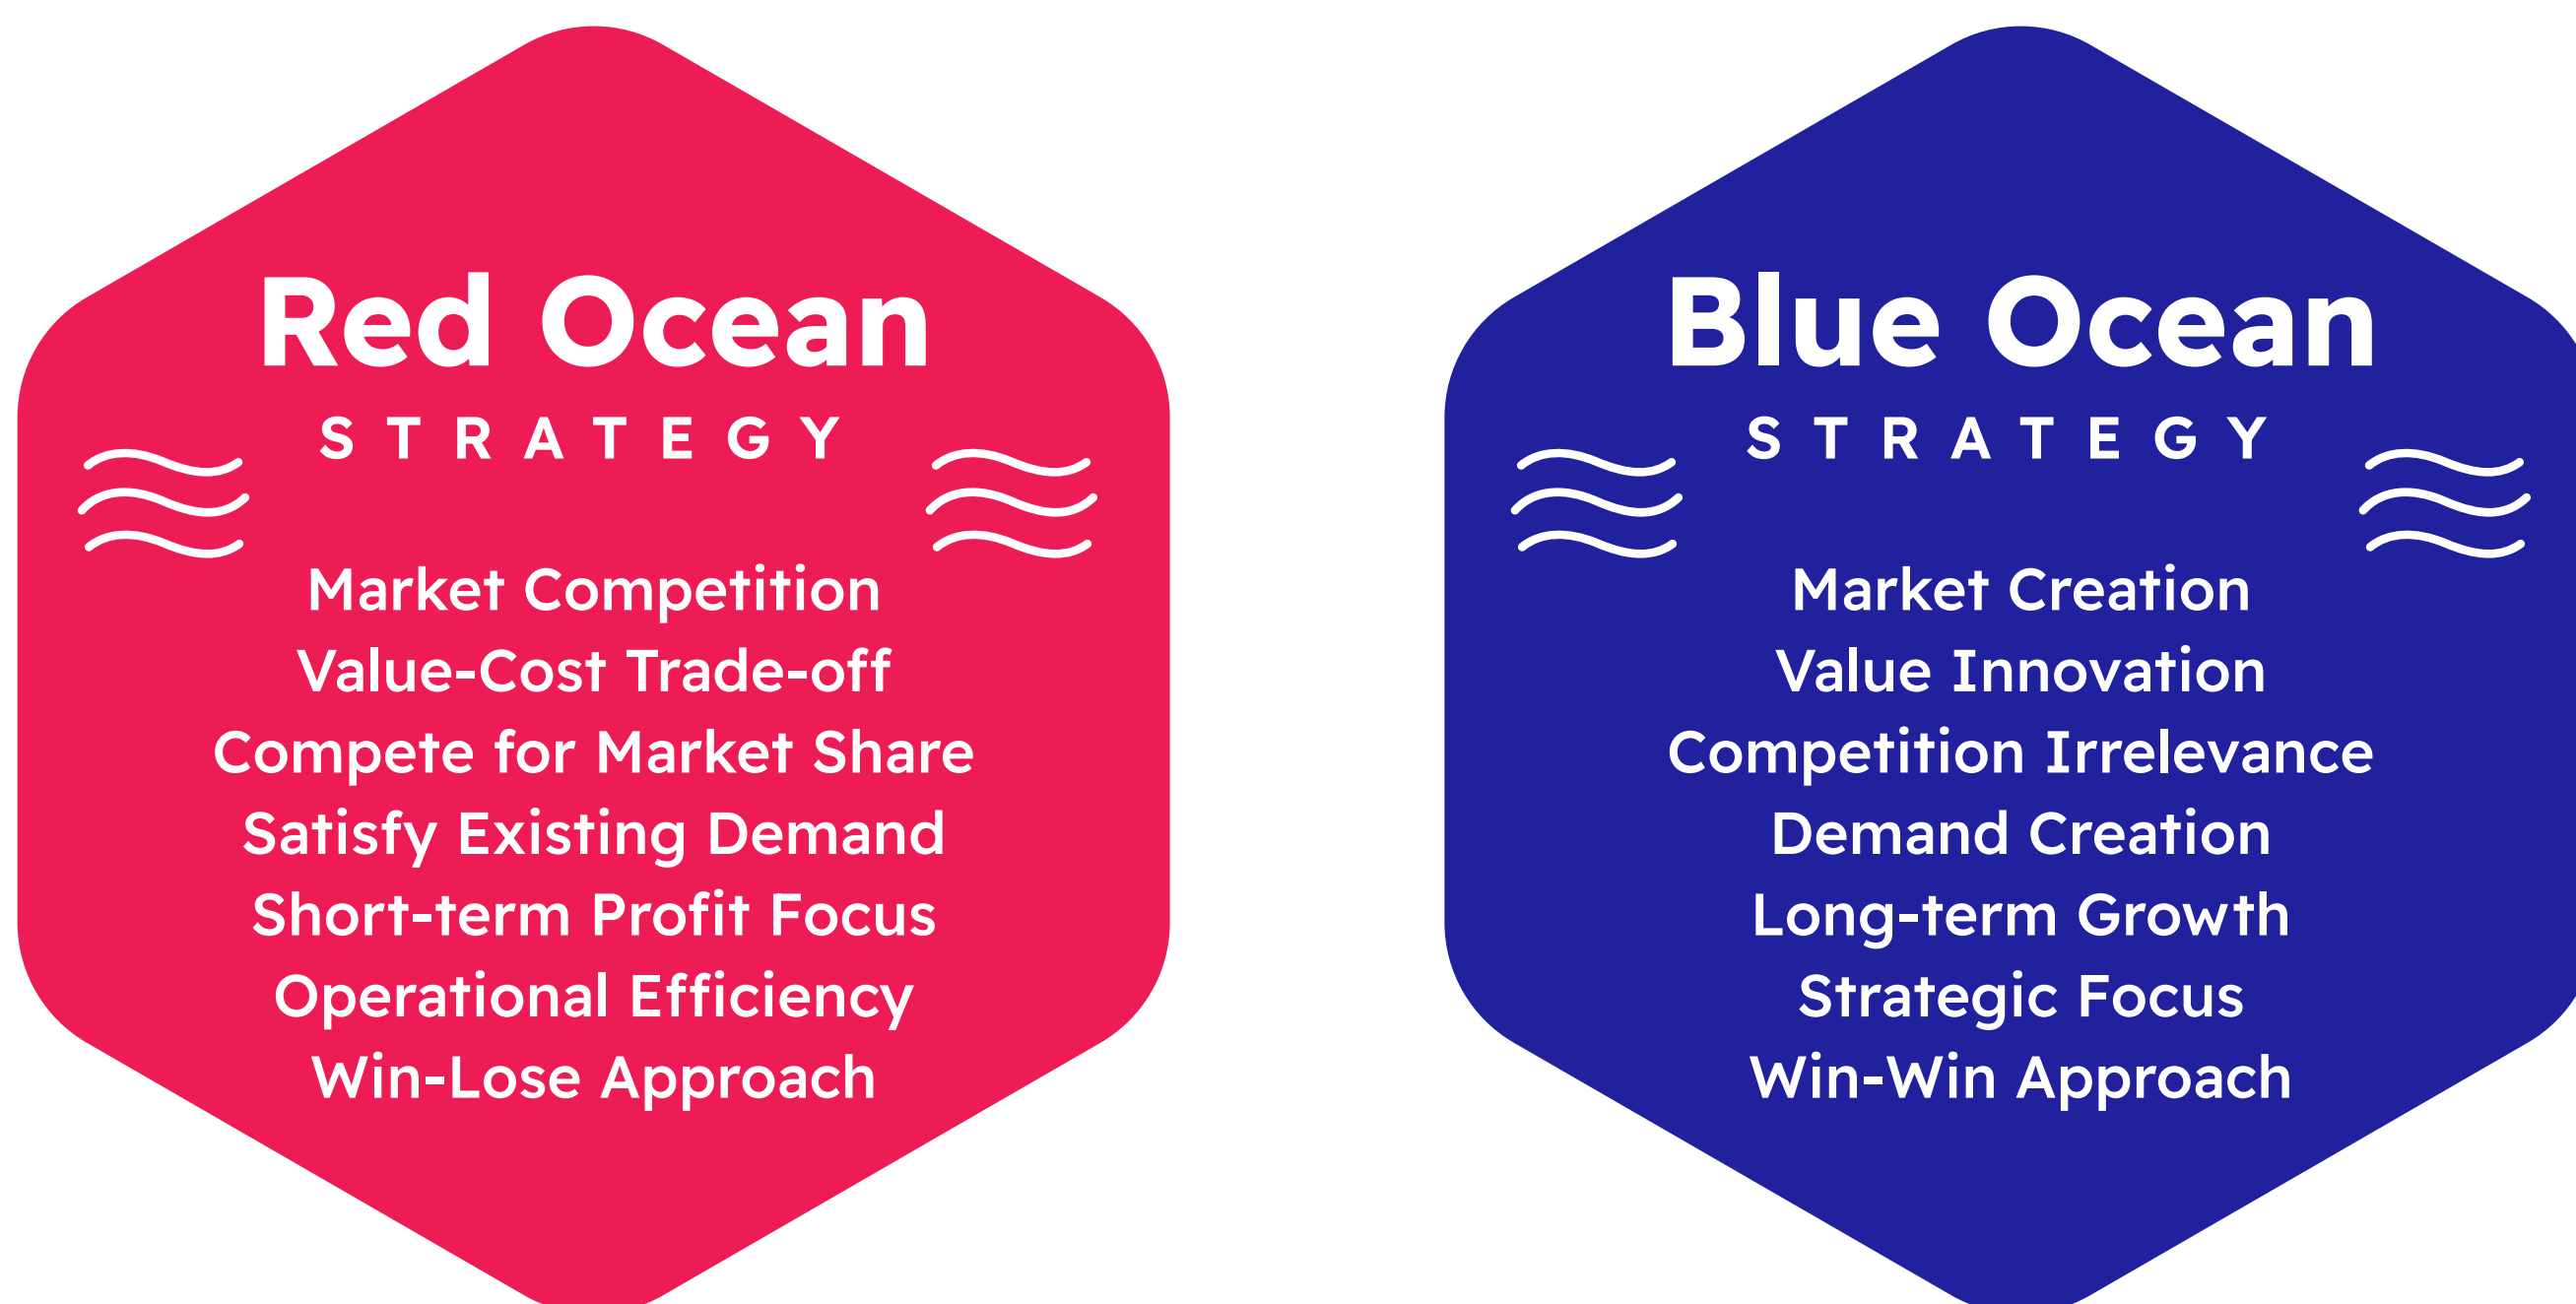 Red Ocean
STRATEGY
Market Competition
Value-Cost Trade-off
Compete for Market Share
Satisfy Existing Demand
Short-term Profit Focus
Operational Efficiency
Win-Lose Approach
Blue Ocean
STRATEGY
Market Creation
Value Innovation
Competition Irrelevance
Demand Creation
Long-term Growth
Strategic Focus
Win-Win Approach